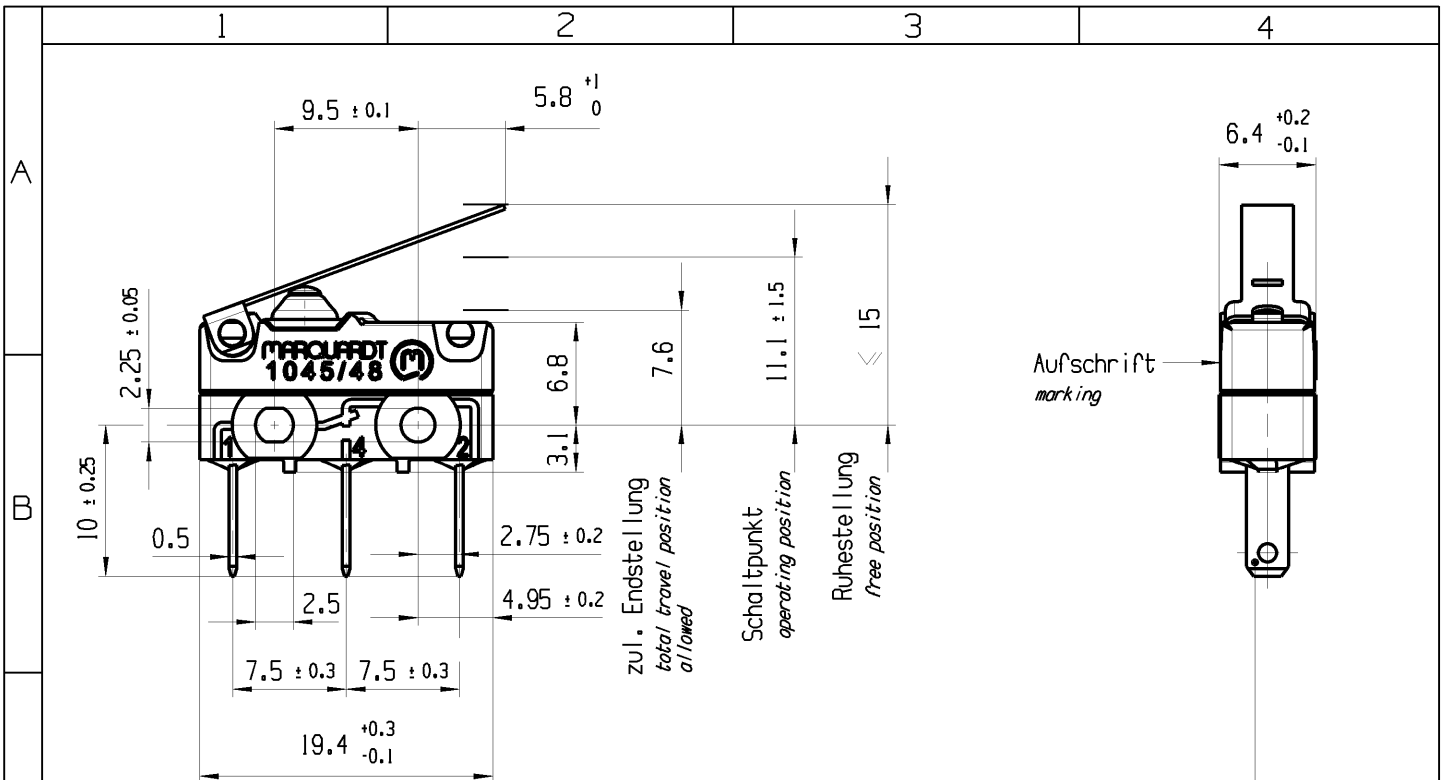 1 2 3 4
A
B
9.5 ± 0.1
5.8 +1 0
6.4 +0.2 -0.1
2.25 ± 0.05
MARQUARDT
1045/48 M
6.8
7.6
11.1 ± 1.5
≤ 15
Aufschrift
marking
1 4 2
3.1
10 ± 0.25
0.5
2.75 ± 0.2
2.5
4.95 ± 0.2
7.5 ± 0.3
7.5 ± 0.3
19.4 +0.3 -0.1
zul. Endstellung
total travel position
allowed
Schaltpunkt
operating position
Ruhestellung
free position